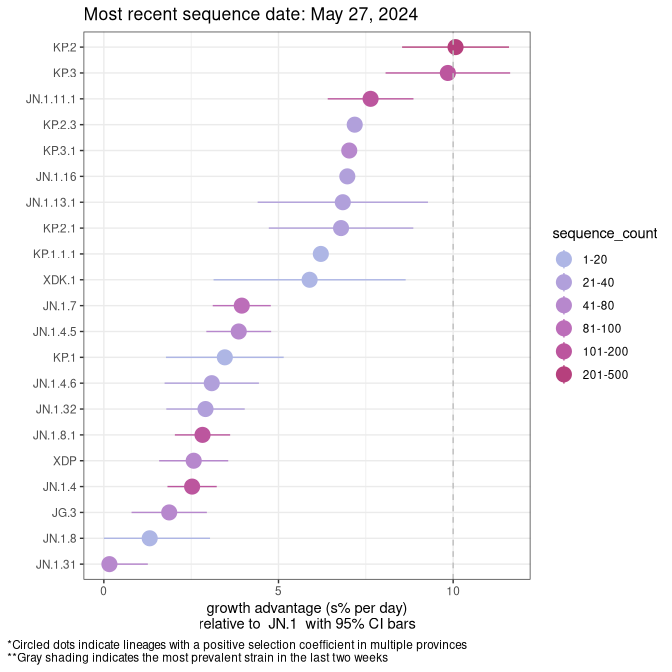 Most recent sequence date: May 27, 2024
KP.2
KP.3
JN.1.11.1
KP.2.3
KP.3.1
JN.1.16
JN.1.13.1
KP.2.1
KP.1.1.1
XDK.1
JN.1.7
JN.1.4.5
KP.1
JN.1.4.6
JN.1.32
JN.1.8.1
XDP
JN.1.4
JG.3
JN.1.8
JN.1.31
0 5 10
growth advantage (s% per day)
relative to JN.1 with 95% CI bars
sequence_count
1-20
21-40
41-80
81-100
101-200
201-500
*Circled dots indicate lineages with a positive selection coefficient in multiple provinces
**Gray shading indicates the most prevalent strain in the last two weeks